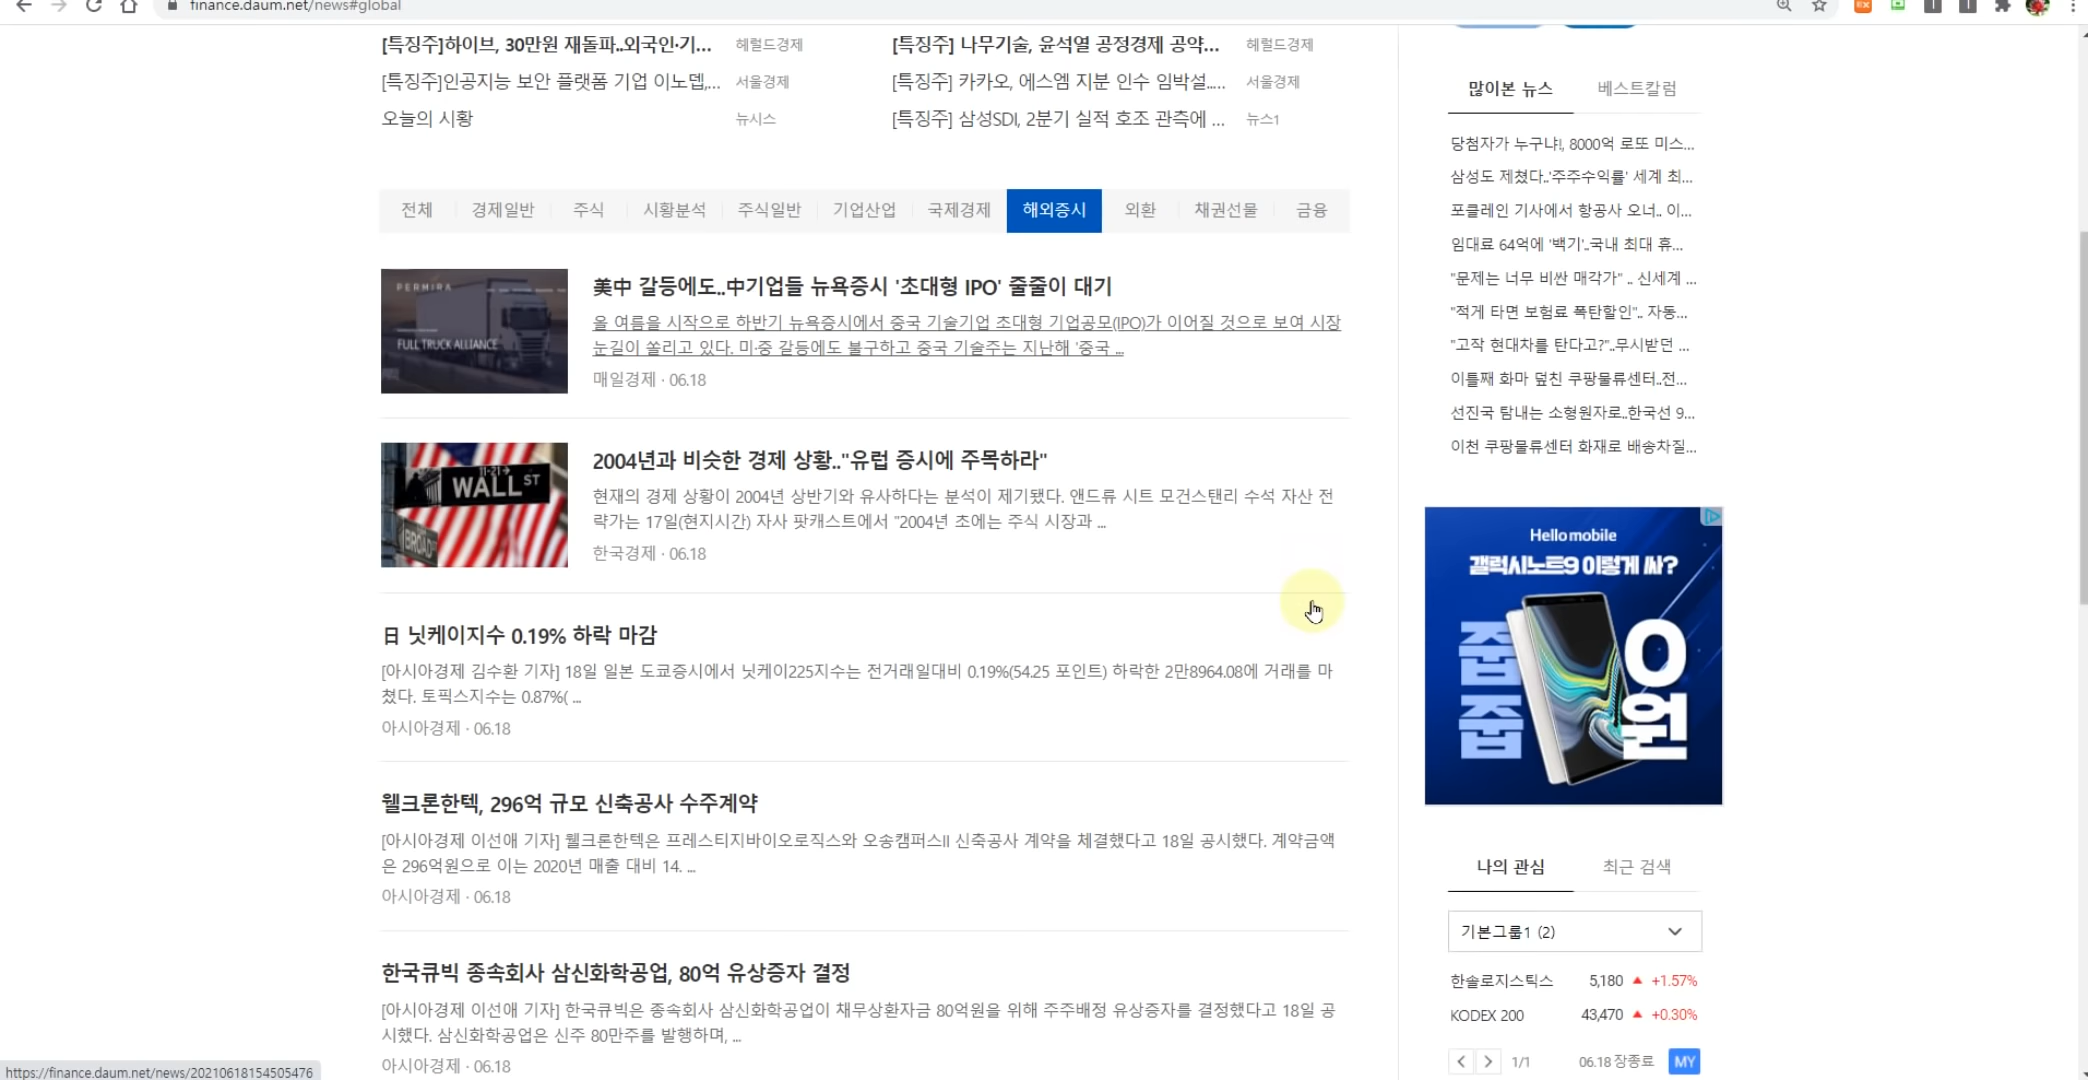 finance.daum.net/news#global
[특징주]하이브, 30만원 재돌파..외국인·기... 헤럴드경제
[특징주] 나무기술, 윤석열 공정경제 공약... 헤럴드경제
[특징주]인공지능 보안 플랫폼 기업 이노뎁,... 서울경제
[특징주] 카카오, 에스엠 지분 인수 임박설.... 서울경제
오늘의 시황 뉴시스
[특징주] 삼성SDI, 2분기 실적 호조 관측에 ... 뉴스1
전체 경제일반 주식 시황분석 주식일반 기업산업 국제경제 해외증시 외환 채권선물 금융
PERMIRA
FULL TRUCK ALLIANCE
美中 갈등에도..中기업들 뉴욕증시 '초대형 IPO' 줄줄이 대기
올 여름을 시작으로 하반기 뉴욕증시에서 중국 기술기업 초대형 기업공모(IPO)가 이어질 것으로 보여 시장
눈길이 쏠리고 있다. 미·중 갈등에도 불구하고 중국 기술주는 지난해 '중국 ...
매일경제 · 06.18
11-21→
WALL ST
BROAD
2004년과 비슷한 경제 상황.."유럽 증시에 주목하라"
현재의 경제 상황이 2004년 상반기와 유사하다는 분석이 제기됐다. 앤드류 시트 모건스탠리 수석 자산 전
략가는 17일(현지시간) 자사 팟캐스트에서 "2004년 초에는 주식 시장과 ...
한국경제 · 06.18
日 닛케이지수 0.19% 하락 마감
[아시아경제 김수환 기자] 18일 일본 도쿄증시에서 닛케이225지수는 전거래일대비 0.19%(54.25 포인트) 하락한 2만8964.08에 거래를 마
쳤다. 토픽스지수는 0.87%( ...
아시아경제 · 06.18
웰크론한텍, 296억 규모 신축공사 수주계약
[아시아경제 이선애 기자] 웰크론한텍은 프레스티지바이오로직스와 오송캠퍼스II 신축공사 계약을 체결했다고 18일 공시했다. 계약금액
은 296억원으로 이는 2020년 매출 대비 14. ...
아시아경제 · 06.18
한국큐빅 종속회사 삼신화학공업, 80억 유상증자 결정
[아시아경제 이선애 기자] 한국큐빅은 종속회사 삼신화학공업이 채무상환자금 80억원을 위해 주주배정 유상증자를 결정했다고 18일 공
시했다. 삼신화학공업은 신주 80만주를 발행하며, ...
아시아경제 · 06.18
많이본 뉴스 베스트칼럼
당첨자가 누구냐!, 8000억 로또 미스...
삼성도 제쳤다..'주주수익률' 세계 최...
포클레인 기사에서 항공사 오너.. 이...
임대료 64억에 '백기'..국내 최대 휴...
"문제는 너무 비싼 매각가" .. 신세계 ...
"적게 타면 보험료 폭탄할인".. 자동...
"고작 현대차를 탄다고?"..무시받던 ...
이틀째 화마 덮친 쿠팡물류센터..전...
선진국 탐내는 소형원자로..한국선 9...
이천 쿠팡물류센터 화재로 배송차질...
Hello mobile
갤럭시노트9 이렇게 싸?
줍줍
0원
나의 관심 최근 검색
기본그룹1 (2)
한솔로지스틱스 5,180 ▲ +1.57%
KODEX 200 43,470 ▲ +0.30%
1/1 06.18 장종료 MY
https://finance.daum.net/news/20210618154505476